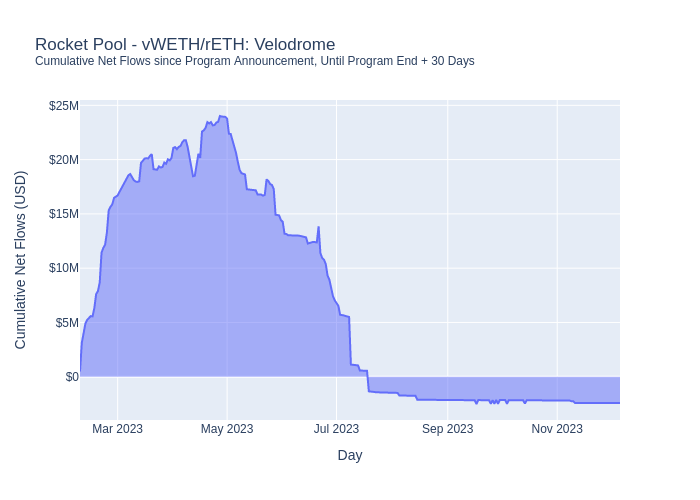 Rocket Pool - vWETH/rETH: Velodrome
Cumulative Net Flows since Program Announcement, Until Program End + 30 Days
$25M
$20M
$15M
$10M
$5M
$0
Cumulative Net Flows (USD)
Mar 2023
May 2023
Jul 2023
Sep 2023
Nov 2023
Day